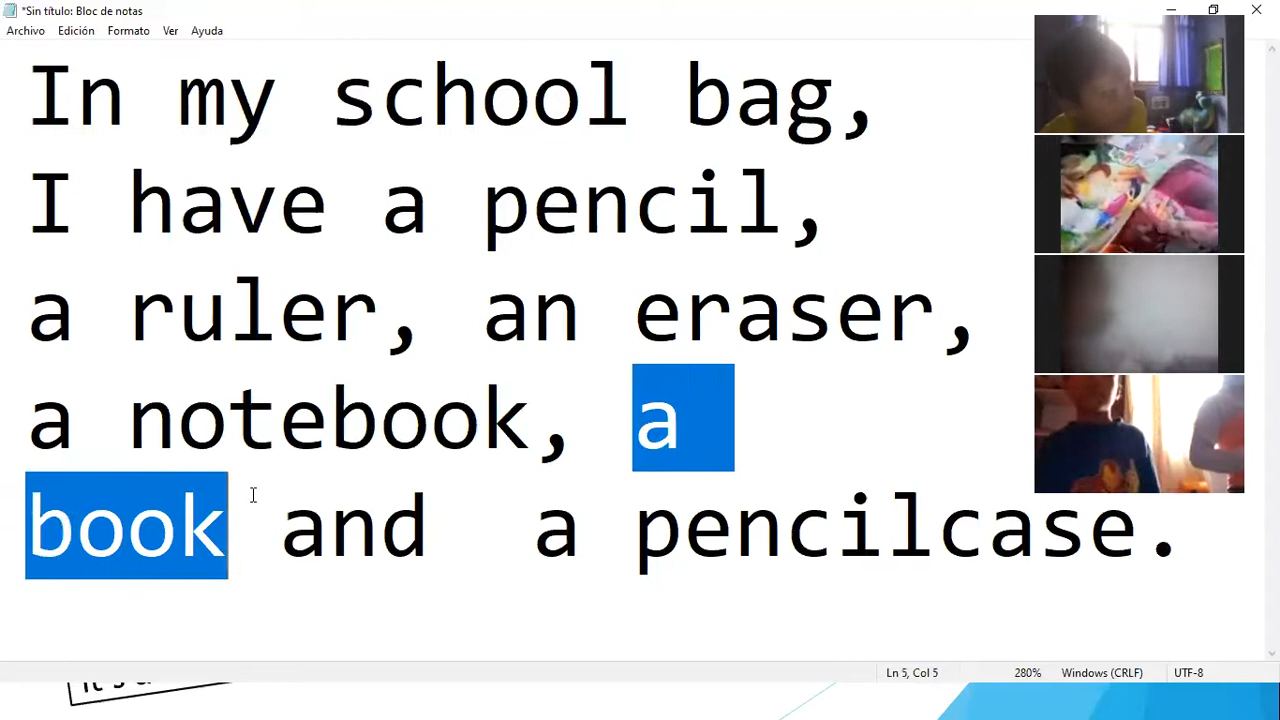 *Sin título: Bloc de notas
Archivo Edición Formato Ver Ayuda
In my school bag,
I have a pencil,
a ruler, an eraser,
a notebook, a
book and  a pencilcase.
Ln 5, Col 5 280% Windows (CRLF) UTF-8